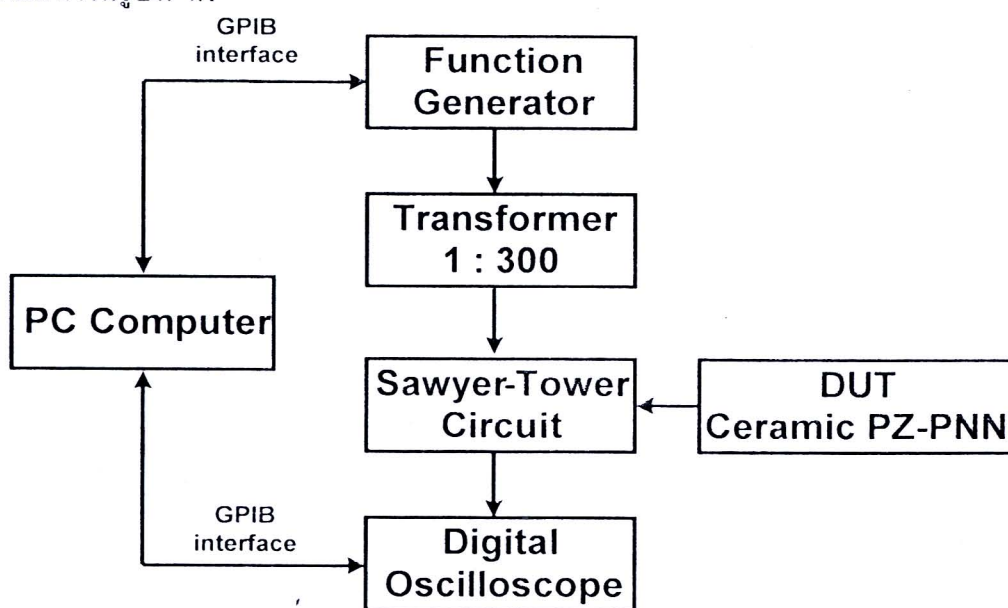 GPIB
interface
Function
Generator
Transformer
1 : 300
PC Computer
Sawyer-Tower
Circuit
DUT
Ceramic PZ-PNN
GPIB
interface
Digital
Oscilloscope